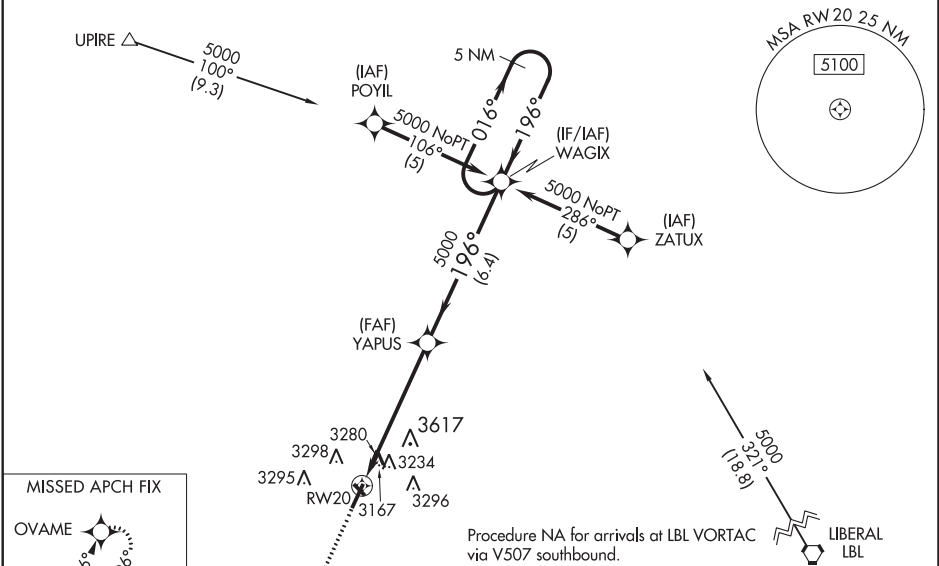 UPIRE
5000
100°
(9.3)
(IAF)
POYIL
5000 NoPT
106°
(5)
5 NM
016°
196°
(IF/IAF)
WAGIX
5000 NoPT
286°
(5)
(IAF)
ZATUX
MSA RW20 25 NM
5100
5000
196°
(6.4)
(FAF)
YAPUS
3617
3280
3298
3234
3295
3296
RW20
3167
MISSED APCH FIX
OVAME
5000
321°
(18.8)
Procedure NA for arrivals at LBL VORTAC
via V507 southbound.
LIBERAL
LBL